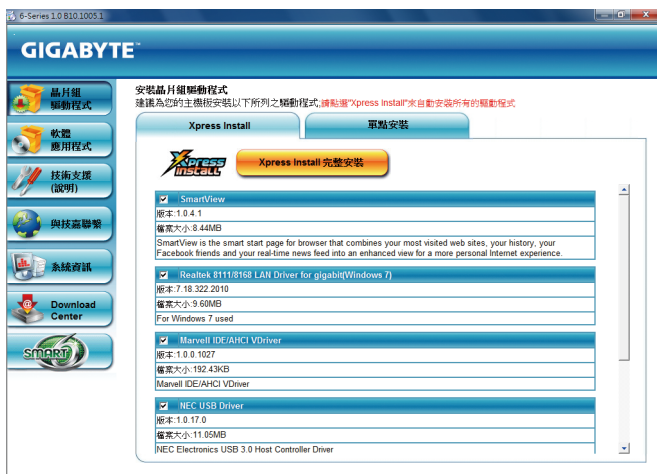 6-Series 1.0 B10.1005.1
GIGABYTE™
晶片組
驅動程式
軟體
應用程式
技術支援
(說明)
與技嘉聯繫
系統資訊
Download
Center
SMART
安裝晶片組驅動程式
建議為您的主機板安裝以下所列之驅動程式;請點選"Xpress Install"來自動安裝所有的驅動程式
Xpress Install
單點安裝
Xpress
INSTALL
Xpress Install 完整安裝
SmartView
版本:1.0.4.1
檔案大小:8.44MB
SmartView is the smart start page for browser that combines your most visited web sites, your history, your
Facebook friends and your real-time news feed into an enhanced view for a more personal Internet experience.
Realtek 8111/8168 LAN Driver for gigabit(Windows 7)
版本:7.18.322.2010
檔案大小:9.60MB
For Windows 7 used
Marvell IDE/AHCI VDriver
版本:1.0.0.1027
檔案大小:192.43KB
Marvell IDE/AHCI VDriver
NEC USB Driver
版本:1.0.17.0
檔案大小:11.05MB
NEC Electronics USB 3.0 Host Controller Driver